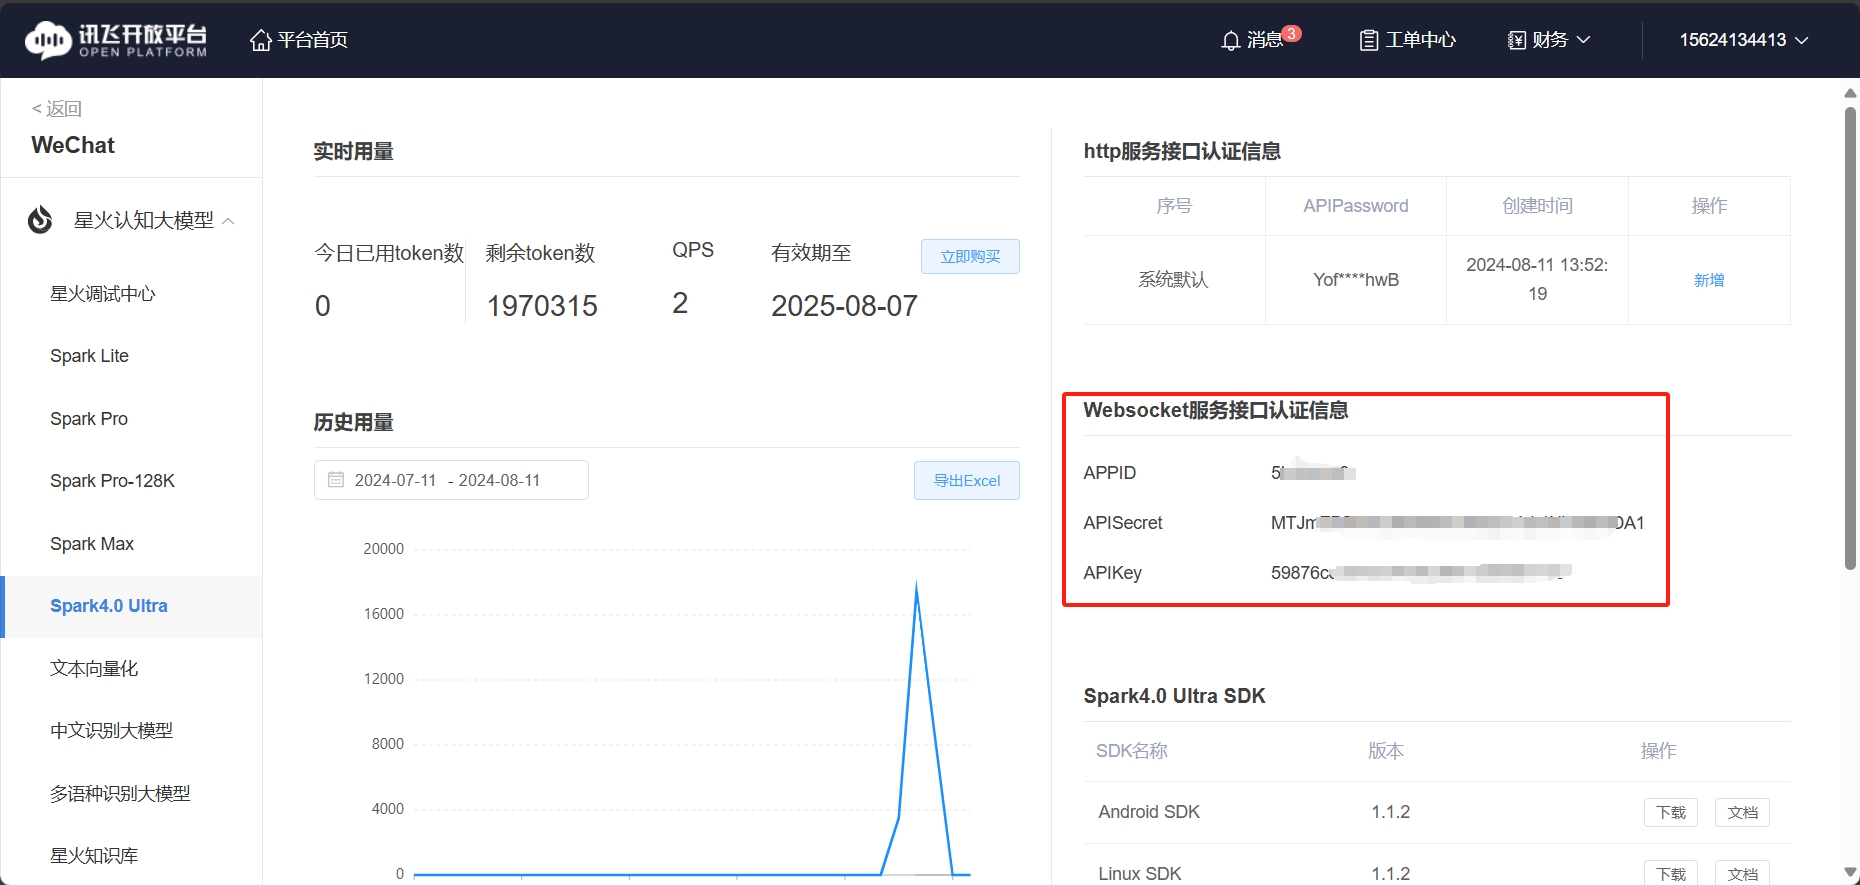 讯飞开放平台
OPEN PLATFORM
平台首页
消息 3
工单中心
财务
15624134413
< 返回
WeChat
星火认知大模型
星火调试中心
Spark Lite
Spark Pro
Spark Pro-128K
Spark Max
Spark4.0 Ultra
文本向量化
中文识别大模型
多语种识别大模型
星火知识库
实时用量
今日已用token数 剩余token数 QPS 有效期至 立即购买
0 1970315 2 2025-08-07
历史用量
2024-07-11 - 2024-08-11 导出Excel
20000
16000
12000
8000
4000
0
http服务接口认证信息
序号 APIPassword 创建时间 操作
系统默认 Yof****hwB 2024-08-11 13:52:
19 新增
Websocket服务接口认证信息
APPID
APISecret
APIKey
Spark4.0 Ultra SDK
SDK名称 版本 操作
Android SDK 1.1.2 下载 文档
Linux SDK 1.1.2 下载 文档